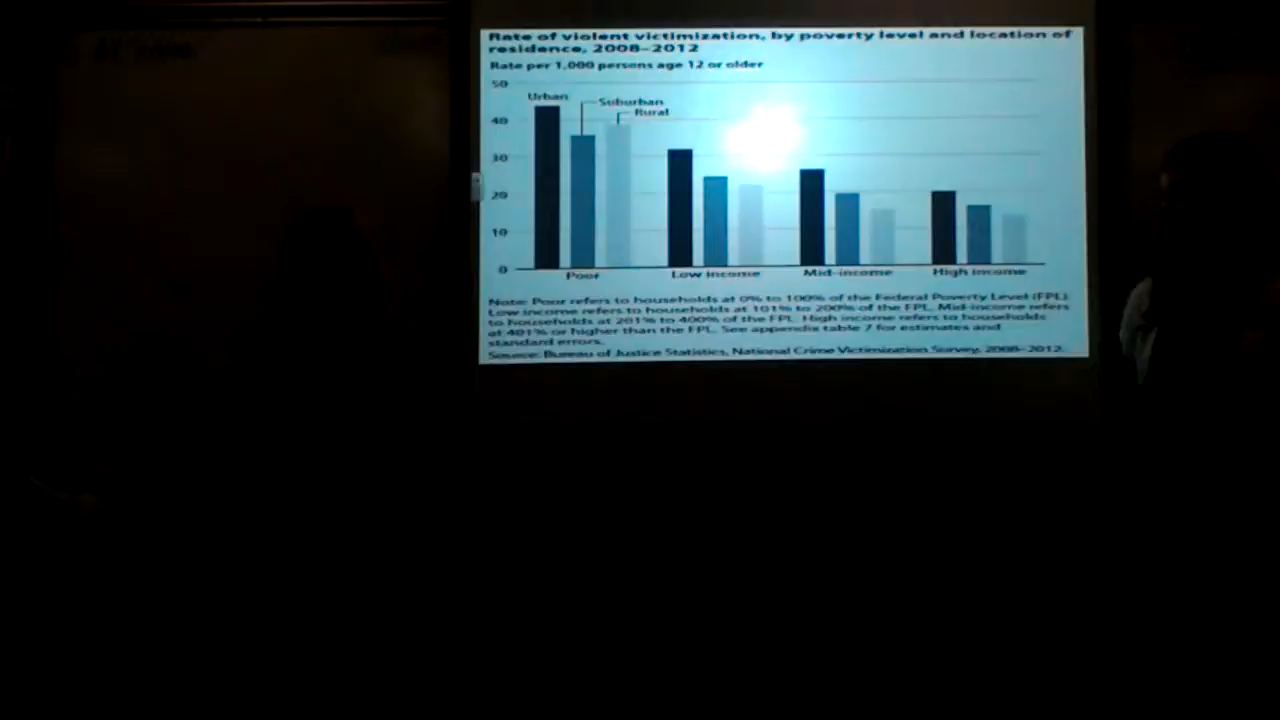 Rate of violent victimization, by poverty level and location of
residence, 2008–2012
Rate per 1,000 persons age 12 or older
50
Urban
Suburban
Rural
40
30
20
10
0
Poor Low income Mid-income High income
Note: Poor refers to households at 0% to 100% of the Federal Poverty Level (FPL)
Low income refers to households at 101% to 200% of the FPL. Mid-income refers
to households at 201% to 400% of the FPL. High income refers to households
at 401% or higher than the FPL. See appendix table 7 for estimates and
standard errors.
Source: Bureau of Justice Statistics, National Crime Victimization Survey, 2008–2012.